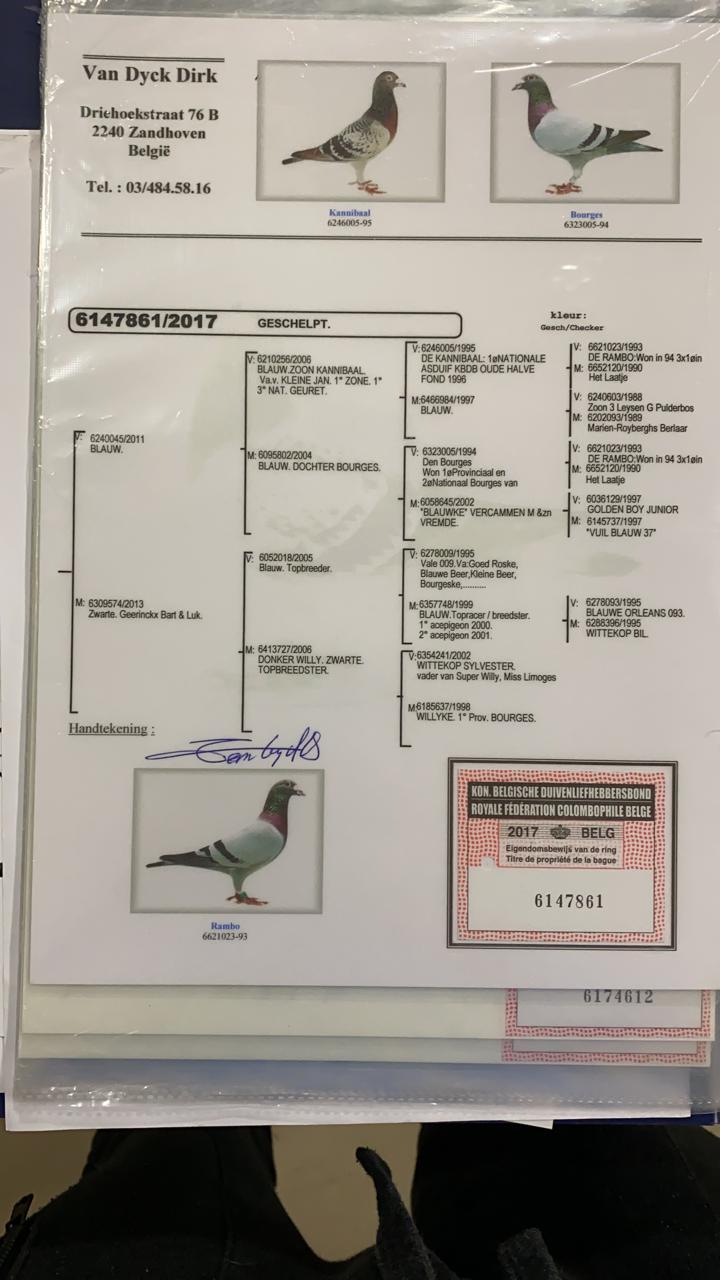 Van Dyck Dirk
Driehoekstraat 76 B
2240 Zandhoven
België
Tel. : 03/484.58.16
Kannibaal
6246005-95
Bourges
6323005-94
6147861/2017 GESCHELPT.
kleur:
Gesch/Checker
V: 6240045/2011
BLAUW.
M: 6309574/2013
Zwarte. Geerinckx Bart & Luk.
V: 6210256/2006
BLAUW.ZOON KANNIBAAL.
Va.v. KLEINE JAN. 1° ZONE. 1°
3° NAT. GEURET.
M: 6095802/2004
BLAUW. DOCHTER BOURGES.
V: 6052018/2005
Blauw. Topbreeder.
M: 6413727/2006
DONKER WILLY. ZWARTE.
TOPBREEDSTER.
V: 6246005/1995
DE KANNIBAAL: 1øNATIONALE
ASDUIF KBDB OUDE HALVE
FOND 1996
M:6466984/1997
BLAUW.
V: 6323005/1994
Den Bourges
Won 1øProvinciaal en
2øNationaal Bourges van
M:6058645/2002
"BLAUWKE" VERCAMMEN M &zn
VREMDE.
V: 6278009/1995
Vale 009.Va:Goed Roske,
Blauwe Beer,Kleine Beer,
Bourgeske,..........
M:6357748/1999
BLAUW.Topracer / breedster.
1° acepigeon 2000.
2° acepigeon 2001.
V:6354241/2002
WITTEKOP SYLVESTER.
vader van Super Willy, Miss Limoges
M:6185637/1998
WILLYKE. 1° Prov. BOURGES.
V: 6621023/1993
DE RAMBO:Won in 94 3x1øin
M: 6652120/1990
Het Laatje
V: 6240603/1988
Zoon 3 Leysen G Pulderbos
M: 6202093/1989
Marien-Royberghs Berlaar
V: 6621023/1993
DE RAMBO:Won in 94 3x1øin
M: 6652120/1990
Het Laatje
V: 6036129/1997
GOLDEN BOY JUNIOR
M: 6145737/1997
"VUIL BLAUW 37"
V: 6278093/1995
BLAUWE ORLEANS 093.
M: 6288396/1995
WITTEKOP BIL.
Handtekening :
Rambo
6621023-93
KON. BELGISCHE DUIVENLIEFHEBBERSBOND
ROYALE FÉDÉRATION COLOMBOPHILE BELGE
2017 BELG
Eigendomsbewijs van de ring
Titre de propriété de la bague
6147861
6174612